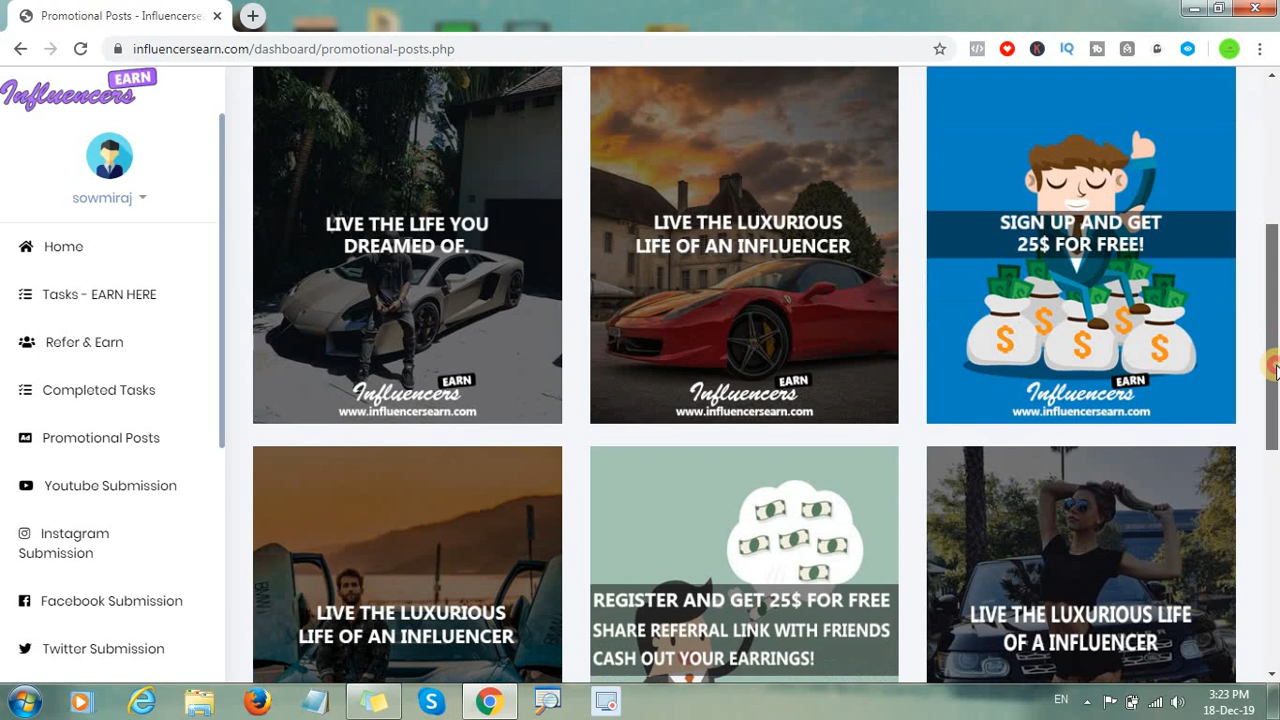 Promotional Posts - Influencerse
influencersearn.com/dashboard/promotional-posts.php
Influencers EARN
sowmiraj
Home
Tasks - EARN HERE
Refer & Earn
Completed Tasks
Promotional Posts
Youtube Submission
Instagram
Submission
Facebook Submission
Twitter Submission
LIVE THE LIFE YOU
DREAMED OF.
Influencers EARN
www.influencersearn.com
LIVE THE LUXURIOUS
LIFE OF AN INFLUENCER
Influencers EARN
www.influencersearn.com
SIGN UP AND GET
25$ FOR FREE!
Influencers EARN
www.influencersearn.com
LIVE THE LUXURIOUS
LIFE OF AN INFLUENCER
REGISTER AND GET 25$ FOR FREE
SHARE REFERRAL LINK WITH FRIENDS
CASH OUT YOUR EARNINGS!
LIVE THE LUXURIOUS LIFE
OF A INFLUENCER
EN
3:23 PM
18-Dec-19